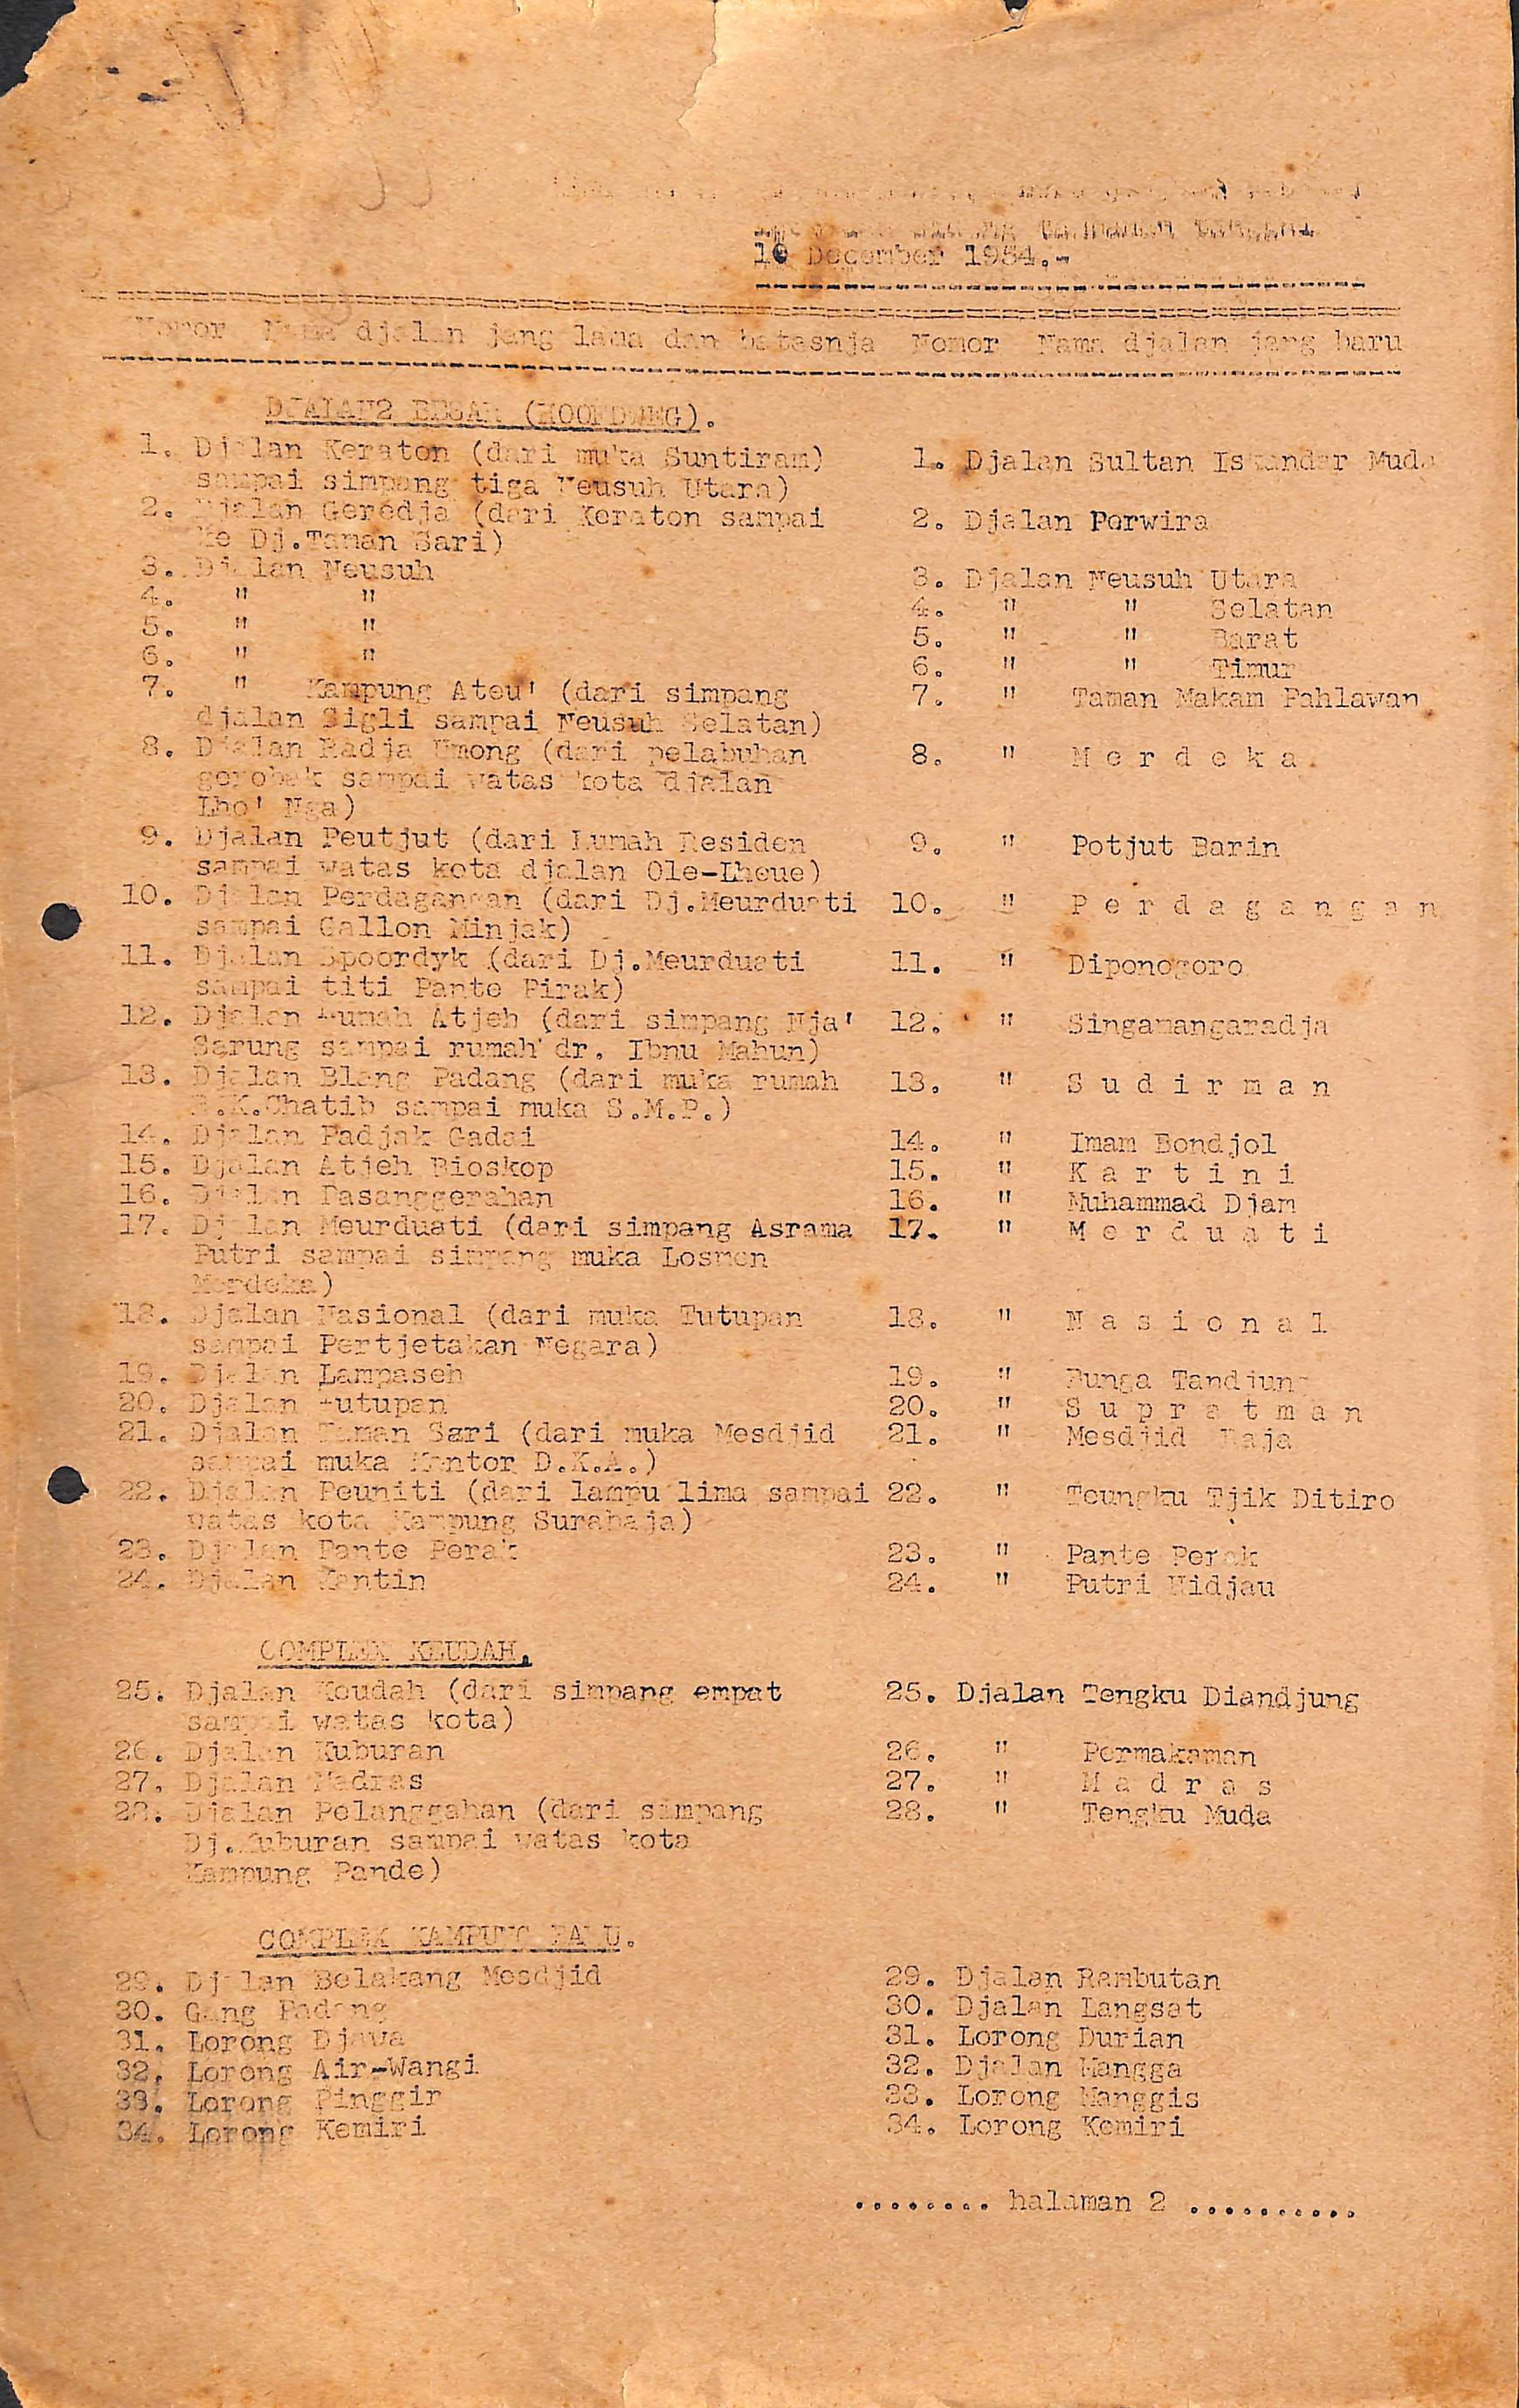 10 December 1954.-
Nomor Nama djalan jang lama dan batasnja Nomor Nama djalan jang baru
DJALAN2 BESAR (HOOFDWEG).
1. Djalan Keraton (dari muka Suntiram) 1. Djalan Sultan Iskandar Muda
sampai simpang tiga Neusuh Utara)
2. Djalan Geredja (dari Keraton sampai 2. Djalan Perwira
ke Dj.Taman Sari)
3. Djalan Neusuh 3. Djalan Neusuh Utara
4. " " 4. " " Selatan
5. " " 5. " " Barat
6. " " 6. " " Timur
7. " Kampung Ateu' (dari simpang 7. " Taman Makam Pahlawan
djalan Sigli sampai Neusuh Selatan)
8. Djalan Radja Umong (dari pelabuhan 8. " M e r d e k a
gerobak sampai watas kota djalan
Lho' Nga)
9. Djalan Peutjut (dari Rumah Residen 9. " Potjut Barin
sampai watas kota djalan Ole-Lheue)
10. Djalan Perdagangan (dari Dj.Meurduati 10. " P e r d a g a n g a n
sampai Gallon Minjak)
11. Djalan Spoordyk (dari Dj.Meurduati 11. " Diponogoro
sampai titi Pante Pirak)
12. Djalan Rumah Atjeh (dari simpang Nja' 12. " Singamangaradja
Sarung sampai rumah dr. Ibnu Mahun)
13. Djalan Blang Padang (dari muka rumah 13. " S u d i r m a n
Chatib sampai muka S.M.P.)
14. Djalan Padjak Gadai 14. " Imam Bondjol
15. Djalan Atjeh Bioskop 15. " K a r t i n i
16. Djalan Pasanggerahan 16. " Muhammad Djam
17. Djalan Meurduati (dari simpang Asrama 17. " M e r d u a t i
Putri sampai simpang muka Losmen
Merdeka)
18. Djalan Nasional (dari muka Tutupan 18. " N a s i o n a l
sampai Pertjetakan Negara)
19. Djalan Lampaseh 19. " Bunga Tandjung
20. Djalan Tutupan 20. " S u p r a t m a n
21. Djalan Taman Sari (dari muka Mesdjid 21. " Mesdjid Raja
sampai muka Kantor D.K.A.)
22. Djalan Peuniti (dari lampu lima sampai 22. " Teungku Tjik Ditiro
watas kota Kampung Surabaja)
23. Djalan Pante Perak 23. " Pante Perak
24. Djalan Kantin 24. " Putri Hidjau
COMPLEK KEUDAH.
25. Djalan Keudah (dari simpang empat 25. Djalan Tengku Diandjung
sampai watas kota)
26. Djalan Kuburan 26. " Permakaman
27. Djalan Madras 27. " M a d r a s
28. Djalan Pelanggahan (dari simpang 28. " Tengku Muda
Dj.Kuburan sampai watas kota
Kampung Pande)
COMPLEK KAMPUNG BARU.
29. Djalan Belakang Mesdjid 29. Djalan Rambutan
30. Gang Padang 30. Djalan Langsat
31. Lorong Djawa 31. Lorong Durian
32. Lorong Air-Wangi 32. Djalan Mangga
33. Lorong Pinggir 33. Lorong Manggis
34. Lorong Kemiri 34. Lorong Kemiri
........ halaman 2 ..........